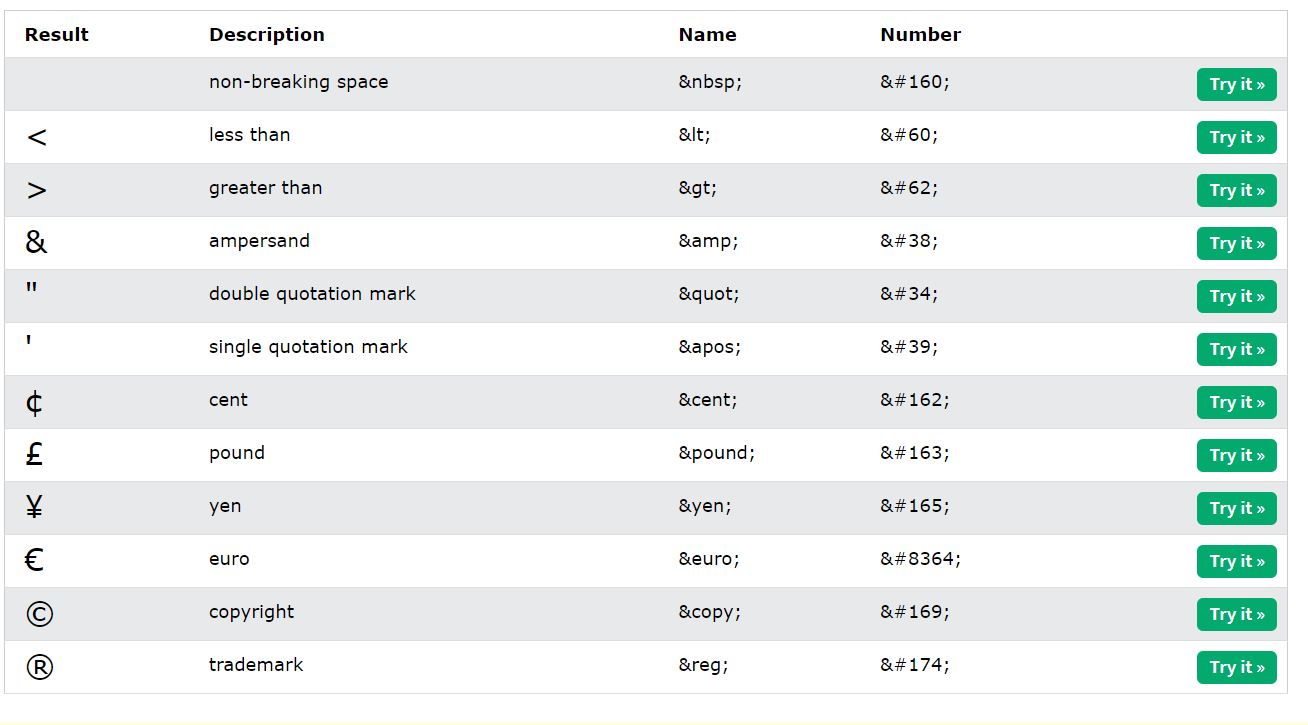 Result Description Name Number
non-breaking space &nbsp; &#160; Try it »
< less than &lt; &#60; Try it »
> greater than &gt; &#62; Try it »
& ampersand &amp; &#38; Try it »
" double quotation mark &quot; &#34; Try it »
' single quotation mark &apos; &#39; Try it »
¢ cent &cent; &#162; Try it »
£ pound &pound; &#163; Try it »
¥ yen &yen; &#165; Try it »
€ euro &euro; &#8364; Try it »
© copyright &copy; &#169; Try it »
® trademark &reg; &#174; Try it »